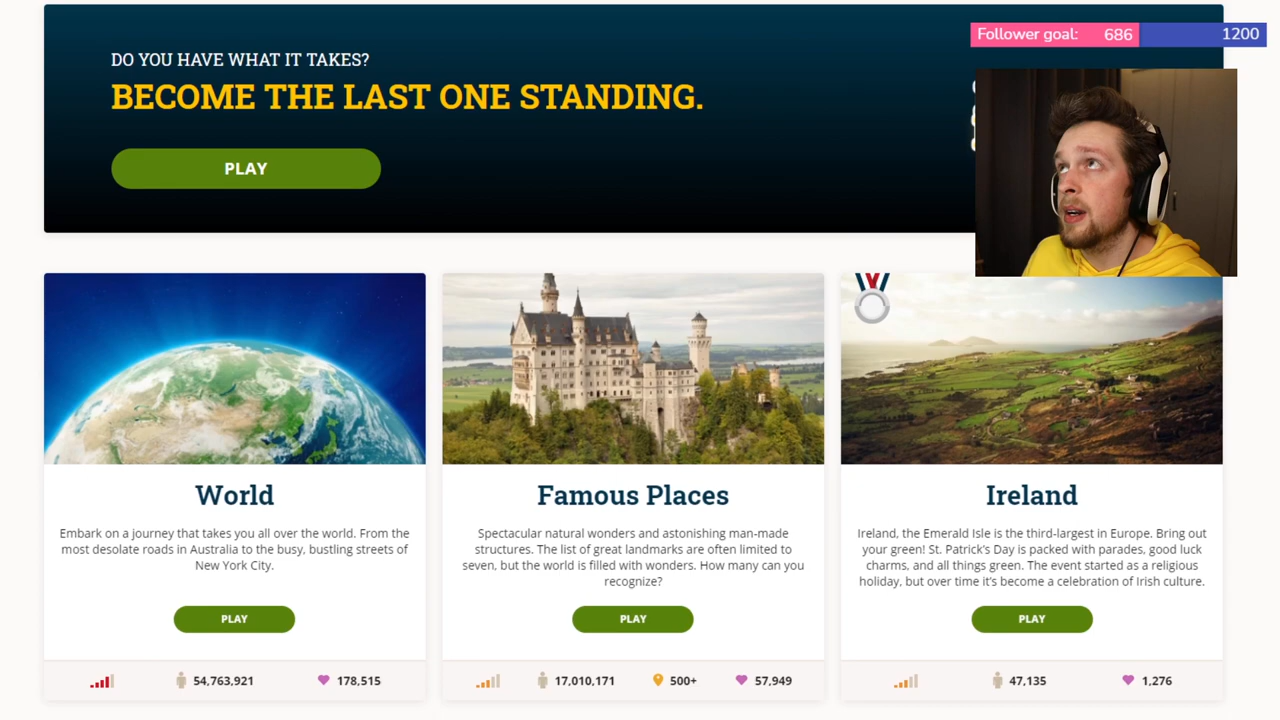 DO YOU HAVE WHAT IT TAKES?
BECOME THE LAST ONE STANDING.
PLAY
Follower goal: 686 1200
World
Embark on a journey that takes you all over the world. From the
most desolate roads in Australia to the busy, bustling streets of
New York City.
PLAY
54,763,921 178,515
Famous Places
Spectacular natural wonders and astonishing man-made
structures. The list of great landmarks are often limited to
seven, but the world is filled with wonders. How many can you
recognize?
PLAY
17,010,171 500+ 57,949
Ireland
Ireland, the Emerald Isle is the third-largest in Europe. Bring out
your green! St. Patrick's Day is packed with parades, good luck
charms, and all things green. The event started as a religious
holiday, but over time it's become a celebration of Irish culture.
PLAY
47,135 1,276